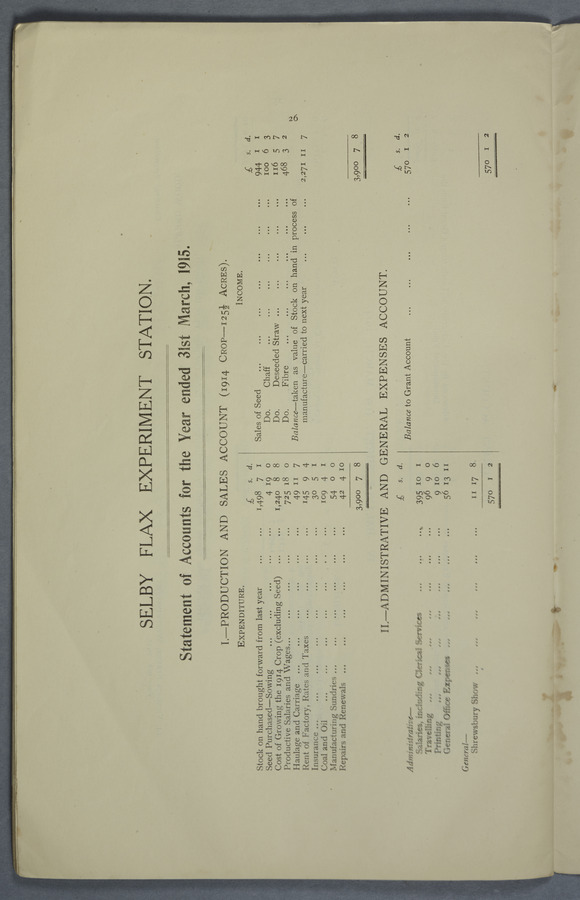 26
SELBY FLAX EXPERIMENT STATION.
Statement of Accounts for the Year ended 31st March, 1915.
I.—PRODUCTION AND SALES ACCOUNT (1914 CROP—125½ ACRES).
EXPENDITURE.
£ s. d.
Stock on hand brought forward from last year ... ... 1,498 7 1
Seed Purchased—Sowing ... ... ... ... 4 19 0
Cost of Growing the 1914 Crop (excluding Seed) ... ... 1,240 8 8
Productive Salaries and Wages... ... ... ... 725 18 0
Haulage and Carriage ... ... ... ... ... 49 11 7
Rent of Factory, Rates and Taxes ... ... ... ... 145 9 4
Insurance ... ... ... ... ... ... 30 5 1
Coal and Oil ... ... ... ... ... ... 109 4 1
Manufacturing Sundries ... ... ... ... ... 54 0 0
Repairs and Renewals ... ... ... ... ... 42 4 10
3,900 7 8
INCOME.
£ s. d.
Sales of Seed ... ... ... ... ... ... 944 1 1
Do. Chaff ... ... ... ... ... ... 100 6 3
Do. Deseeded Straw ... ... ... ... ... 116 5 7
Do. Fibre ... ... ... ... ... ... 468 3 2
Balance—taken as value of Stock on hand in process of
manufacture—carried to next year ... ... ... 2,271 11 7
3,900 7 8
II.—ADMINISTRATIVE AND GENERAL EXPENSES ACCOUNT.
£ s. d.
Administrative—
Salaries, including Clerical Services ... ... ... 395 10 1
Travelling ... ... ... ... ... ... 96 9 0
Printing ... ... ... ... ... ... 9 10 6
General Office Expenses ... ... ... ... ... 56 13 11
General—
Shrewsbury Show ... ... ... ... ... ... 11 17 8
570 1 2
£ s. d.
Balance to Grant Account ... ... ... ... ... 570 1 2
570 1 2